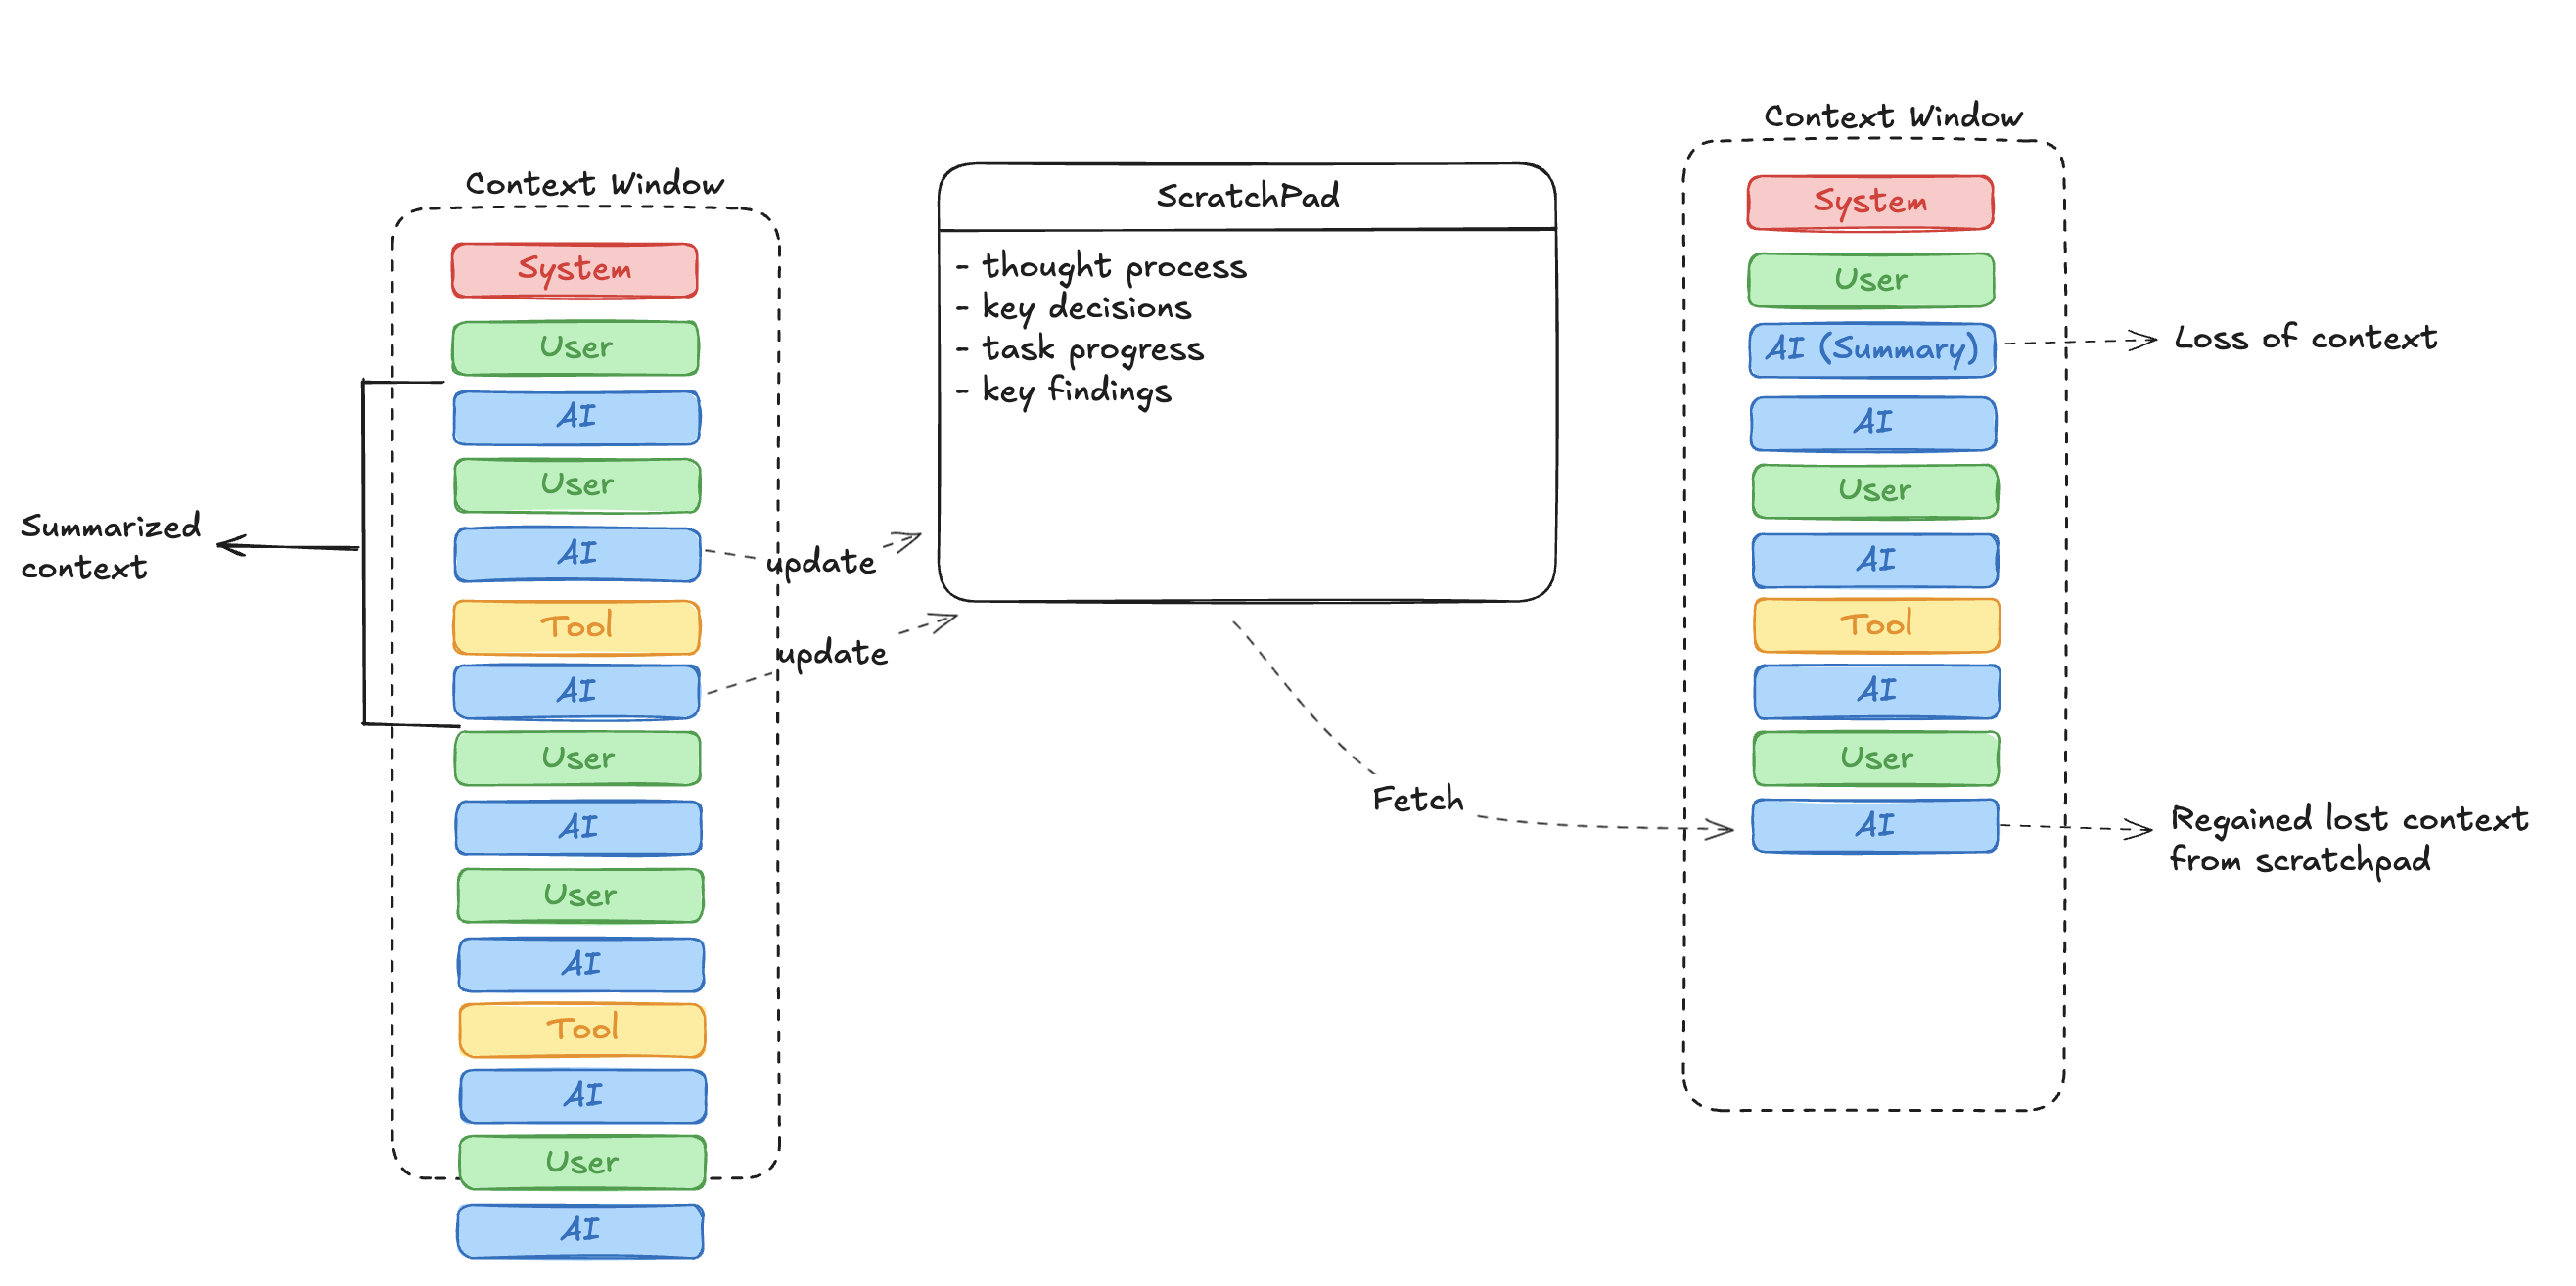 Summarized
context
Context Window
System
User
AI
User
AI
Tool
AI
User
AI
User
AI
Tool
AI
User
AI
update
update
ScratchPad
- thought process
- key decisions
- task progress
- key findings
Fetch
Context Window
System
User
AI (Summary)
AI
User
AI
Tool
AI
User
AI
Loss of context
Regained lost context
from scratchpad